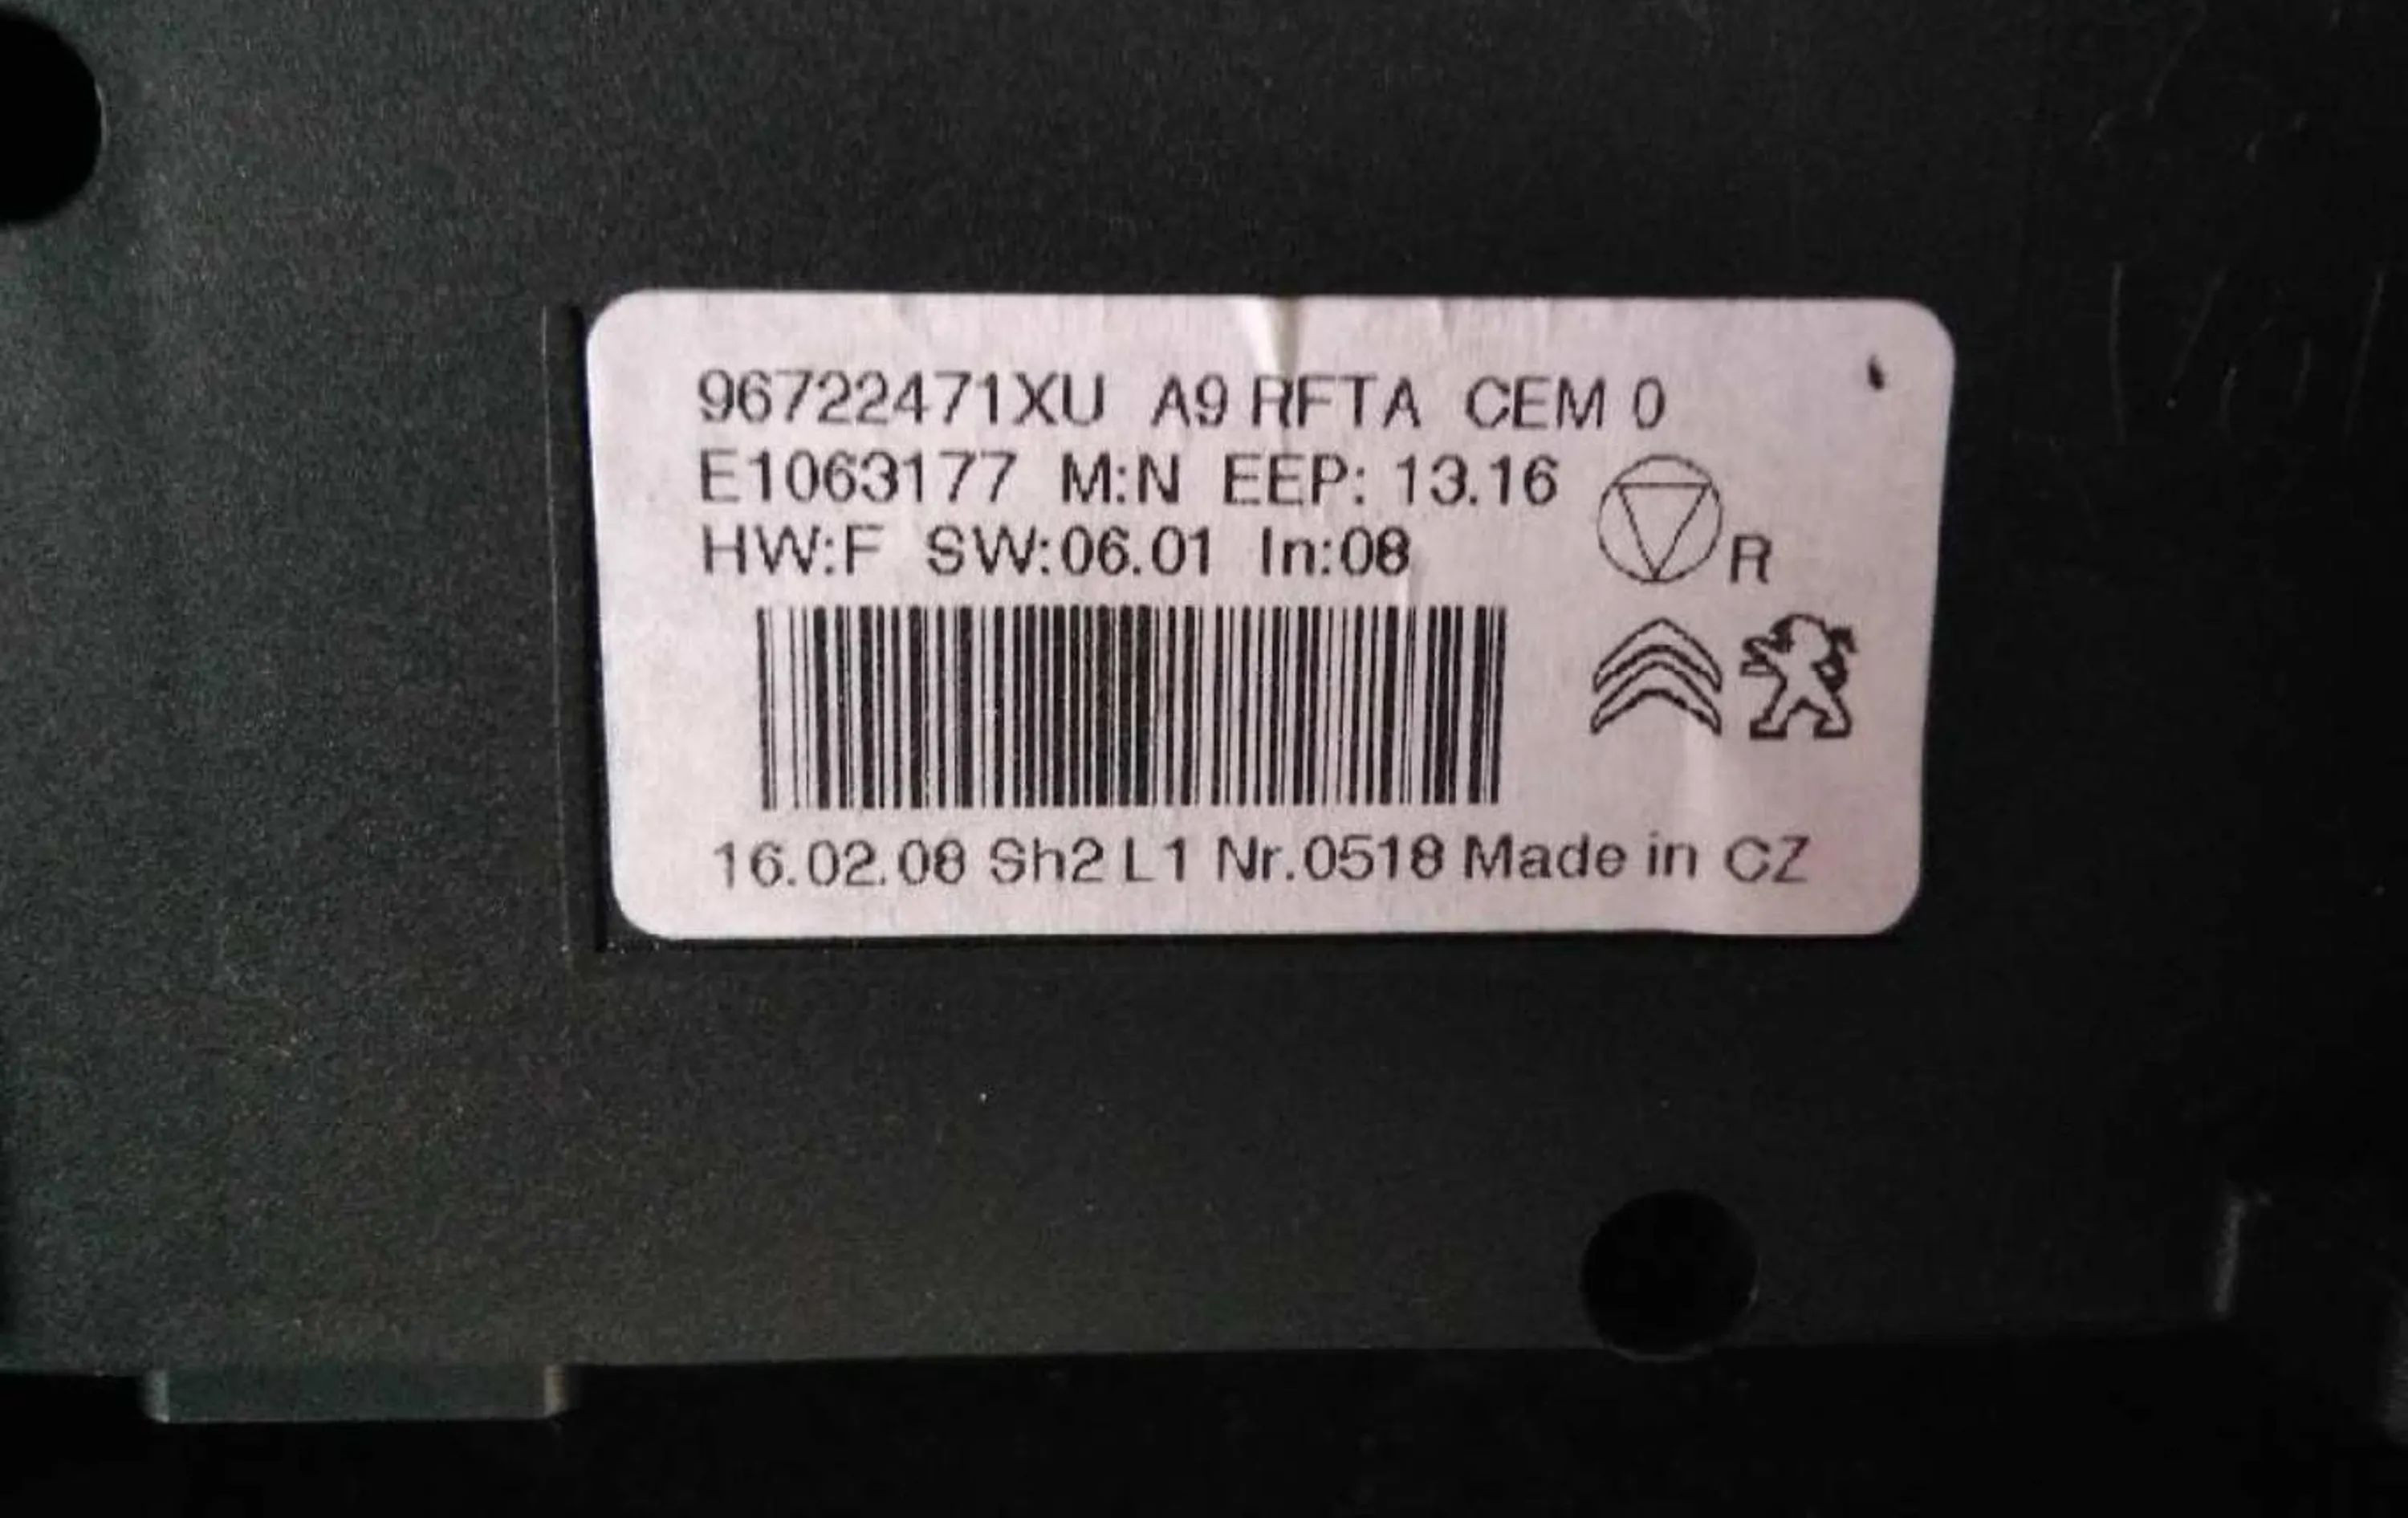 96722471XU A9 RFTA CEM 0
E1063177 M:N EEP: 13.16
HW:F SW:06.01 In:08
R
16.02.08 Sh2 L1 Nr.0518 Made in CZ